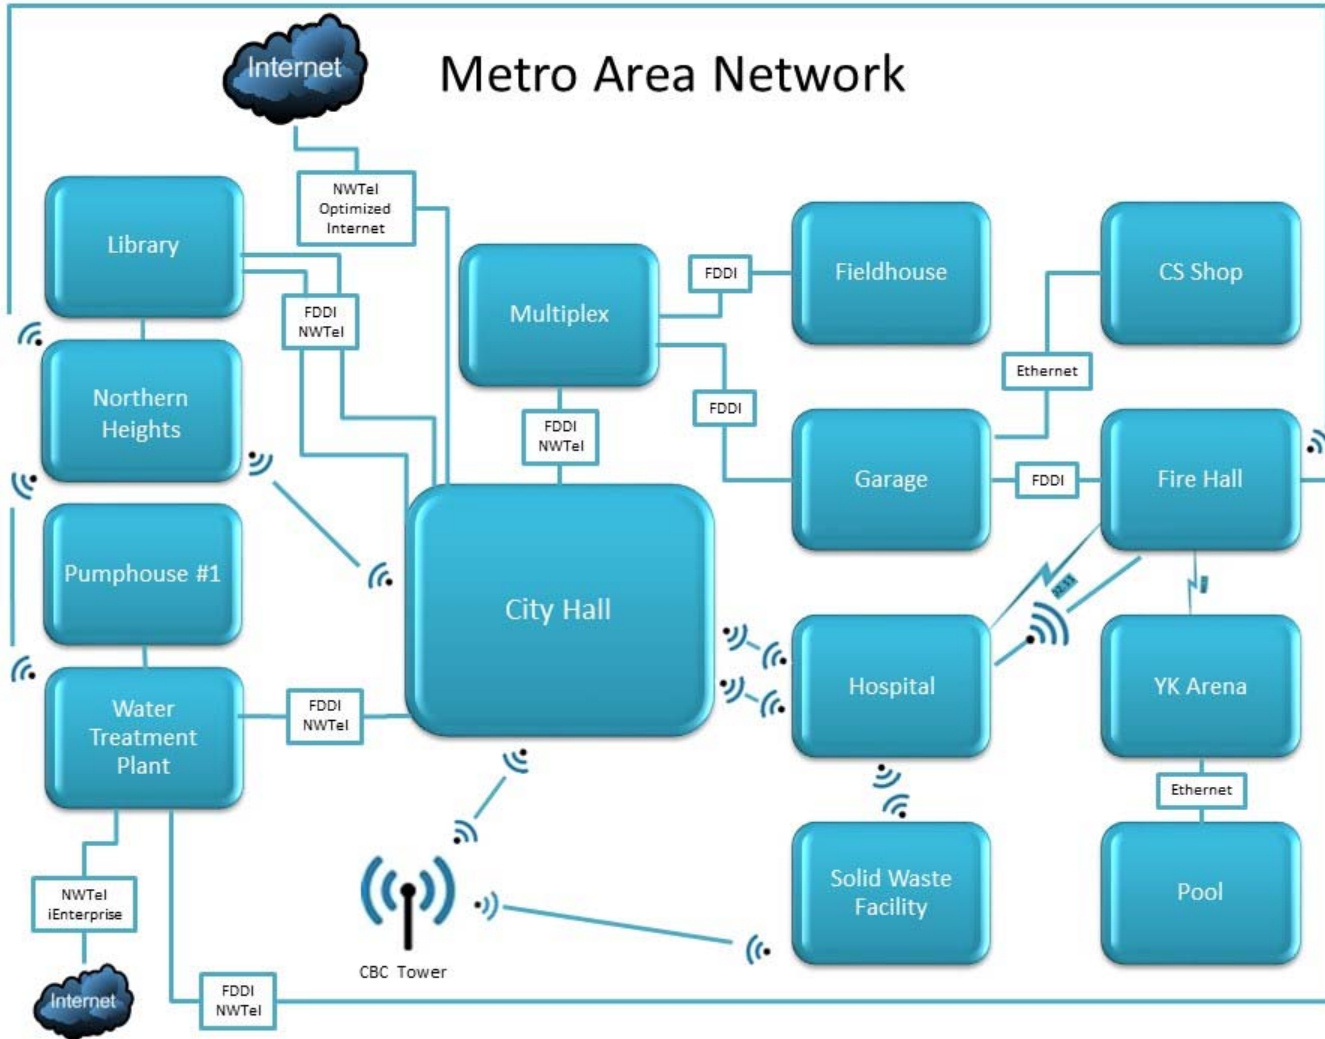 Internet
Metro Area Network
NWTel
Optimized
Internet
Library
FDDI
NWTel
Multiplex
FDDI
Fieldhouse
CS Shop
Ethernet
Northern
Heights
FDDI
NWTel
FDDI
Garage
FDDI
Fire Hall
Pumphouse #1
City Hall
Water
Treatment
Plant
FDDI
NWTel
Hospital
YK Arena
Ethernet
Solid Waste
Facility
Pool
NWTel
iEnterprise
CBC Tower
Internet
FDDI
NWTel